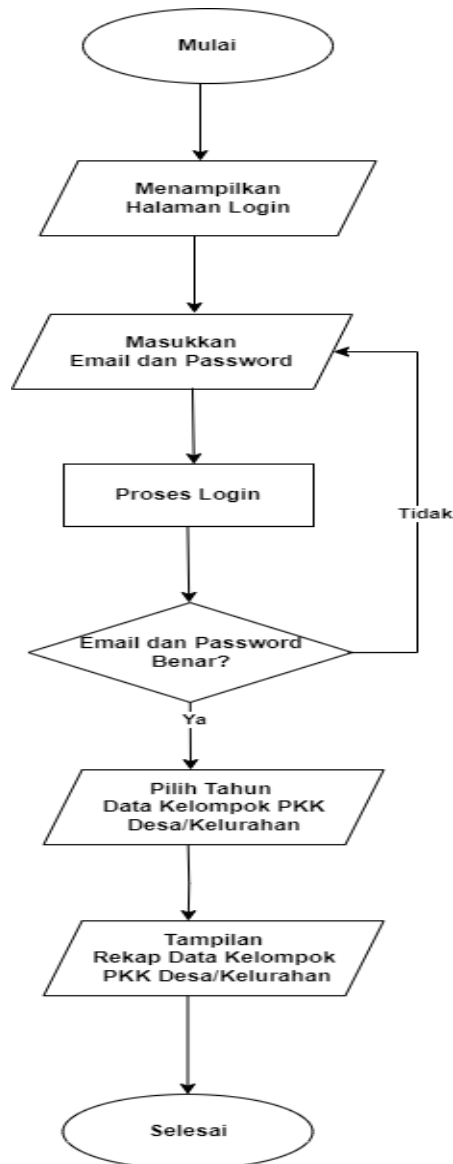 Mulai
Menampilkan
Halaman Login
Masukkan
Email dan Password
Proses Login
Tidak
Email dan Password
Benar?
Ya
Pilih Tahun
Data Kelompok PKK
Desa/Kelurahan
Tampilan
Rekap Data Kelompok
PKK Desa/Kelurahan
Selesai